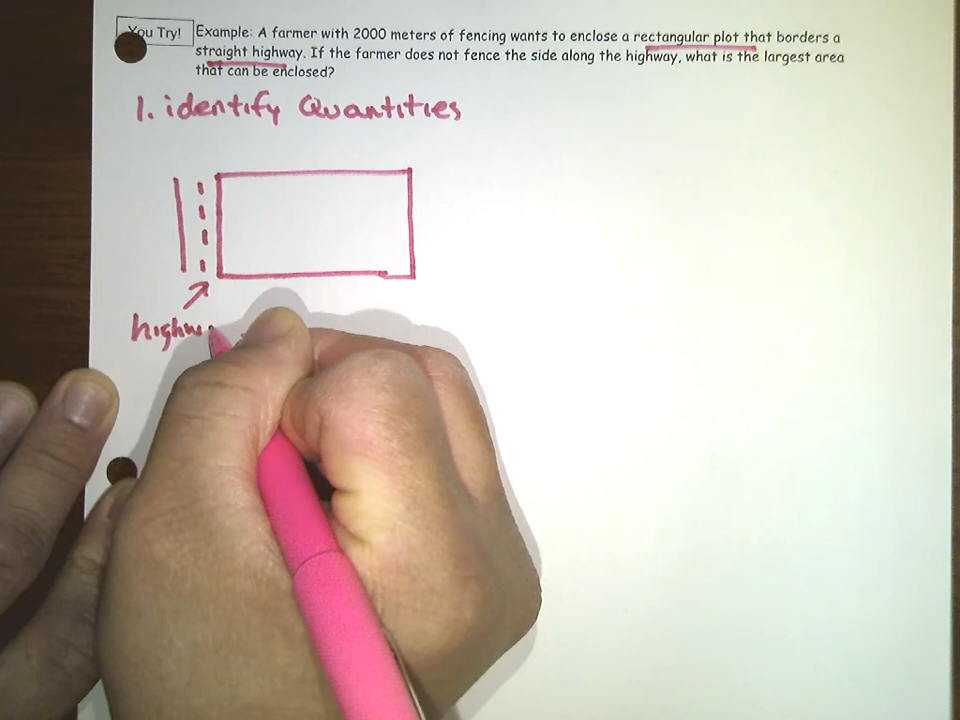 You Try!
Example: A farmer with 2000 meters of fencing wants to enclose a rectangular plot that borders a
straight highway. If the farmer does not fence the side along the highway, what is the largest area
that can be enclosed?
1. identify Quantities
highw